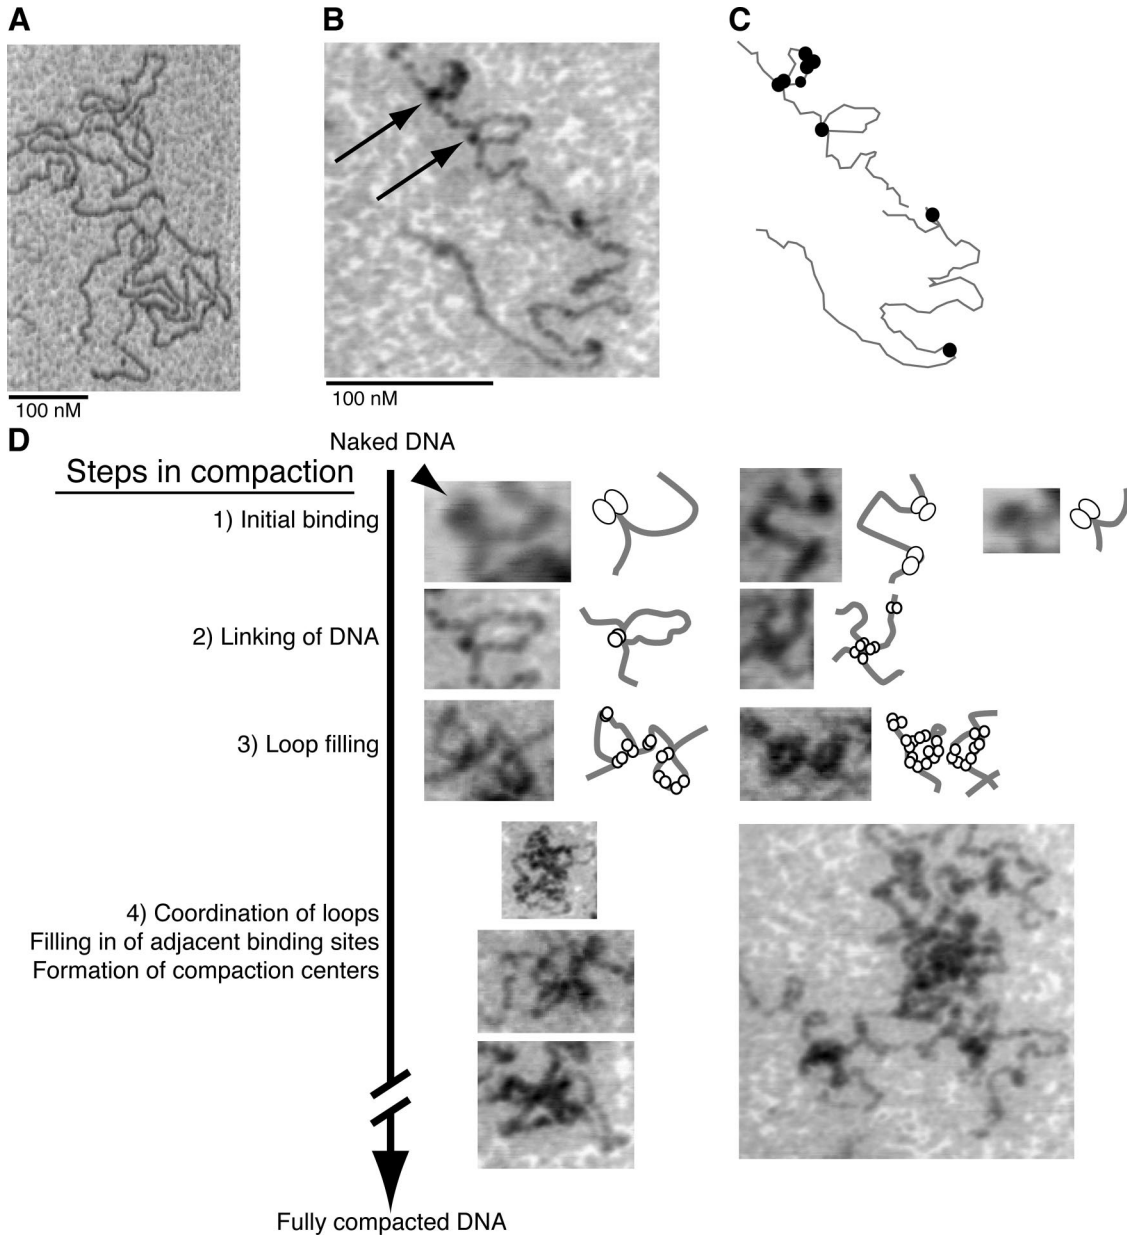 A
B
C
100 nM
100 nM
D
Naked DNA
Steps in compaction
1) Initial binding
2) Linking of DNA
3) Loop filling
4) Coordination of loops
Filling in of adjacent binding sites
Formation of compaction centers
Fully compacted DNA